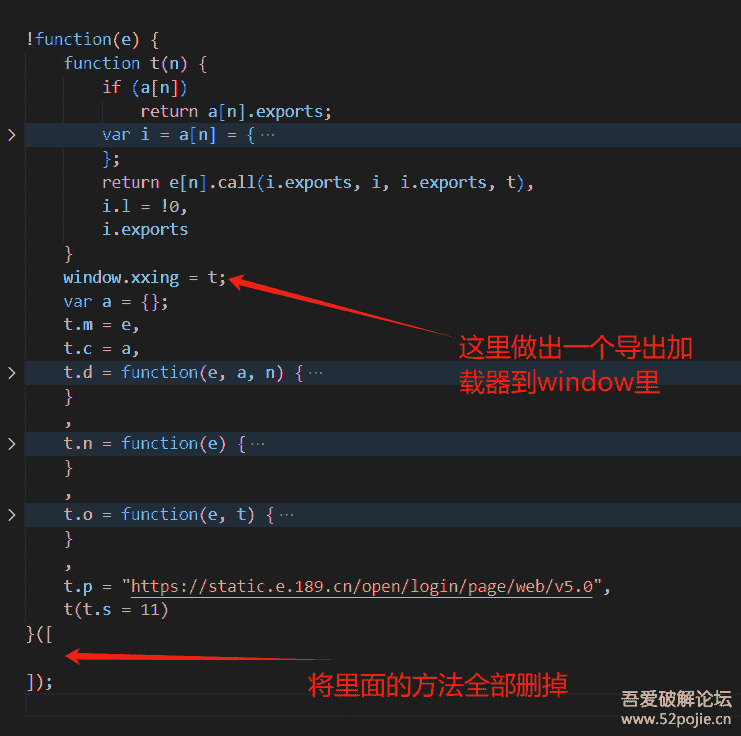 !function(e) {
function t(n) {
if (a[n])
return a[n].exports;
var i = a[n] = { ···
};
return e[n].call(i.exports, i, i.exports, t),
i.l = !0,
i.exports
}
window.xxing = t;
var a = {};
t.m = e,
t.c = a,
这里做出一个导出加
载器到window里
t.d = function(e, a, n) { ···
}
,
t.n = function(e) { ···
}
,
t.o = function(e, t) { ···
}
,
t.p = "https://static.e.189.cn/open/login/page/web/v5.0",
t(t.s = 11)
}([
将里面的方法全部删掉
]);
吾爱破解论坛
www.52pojie.cn